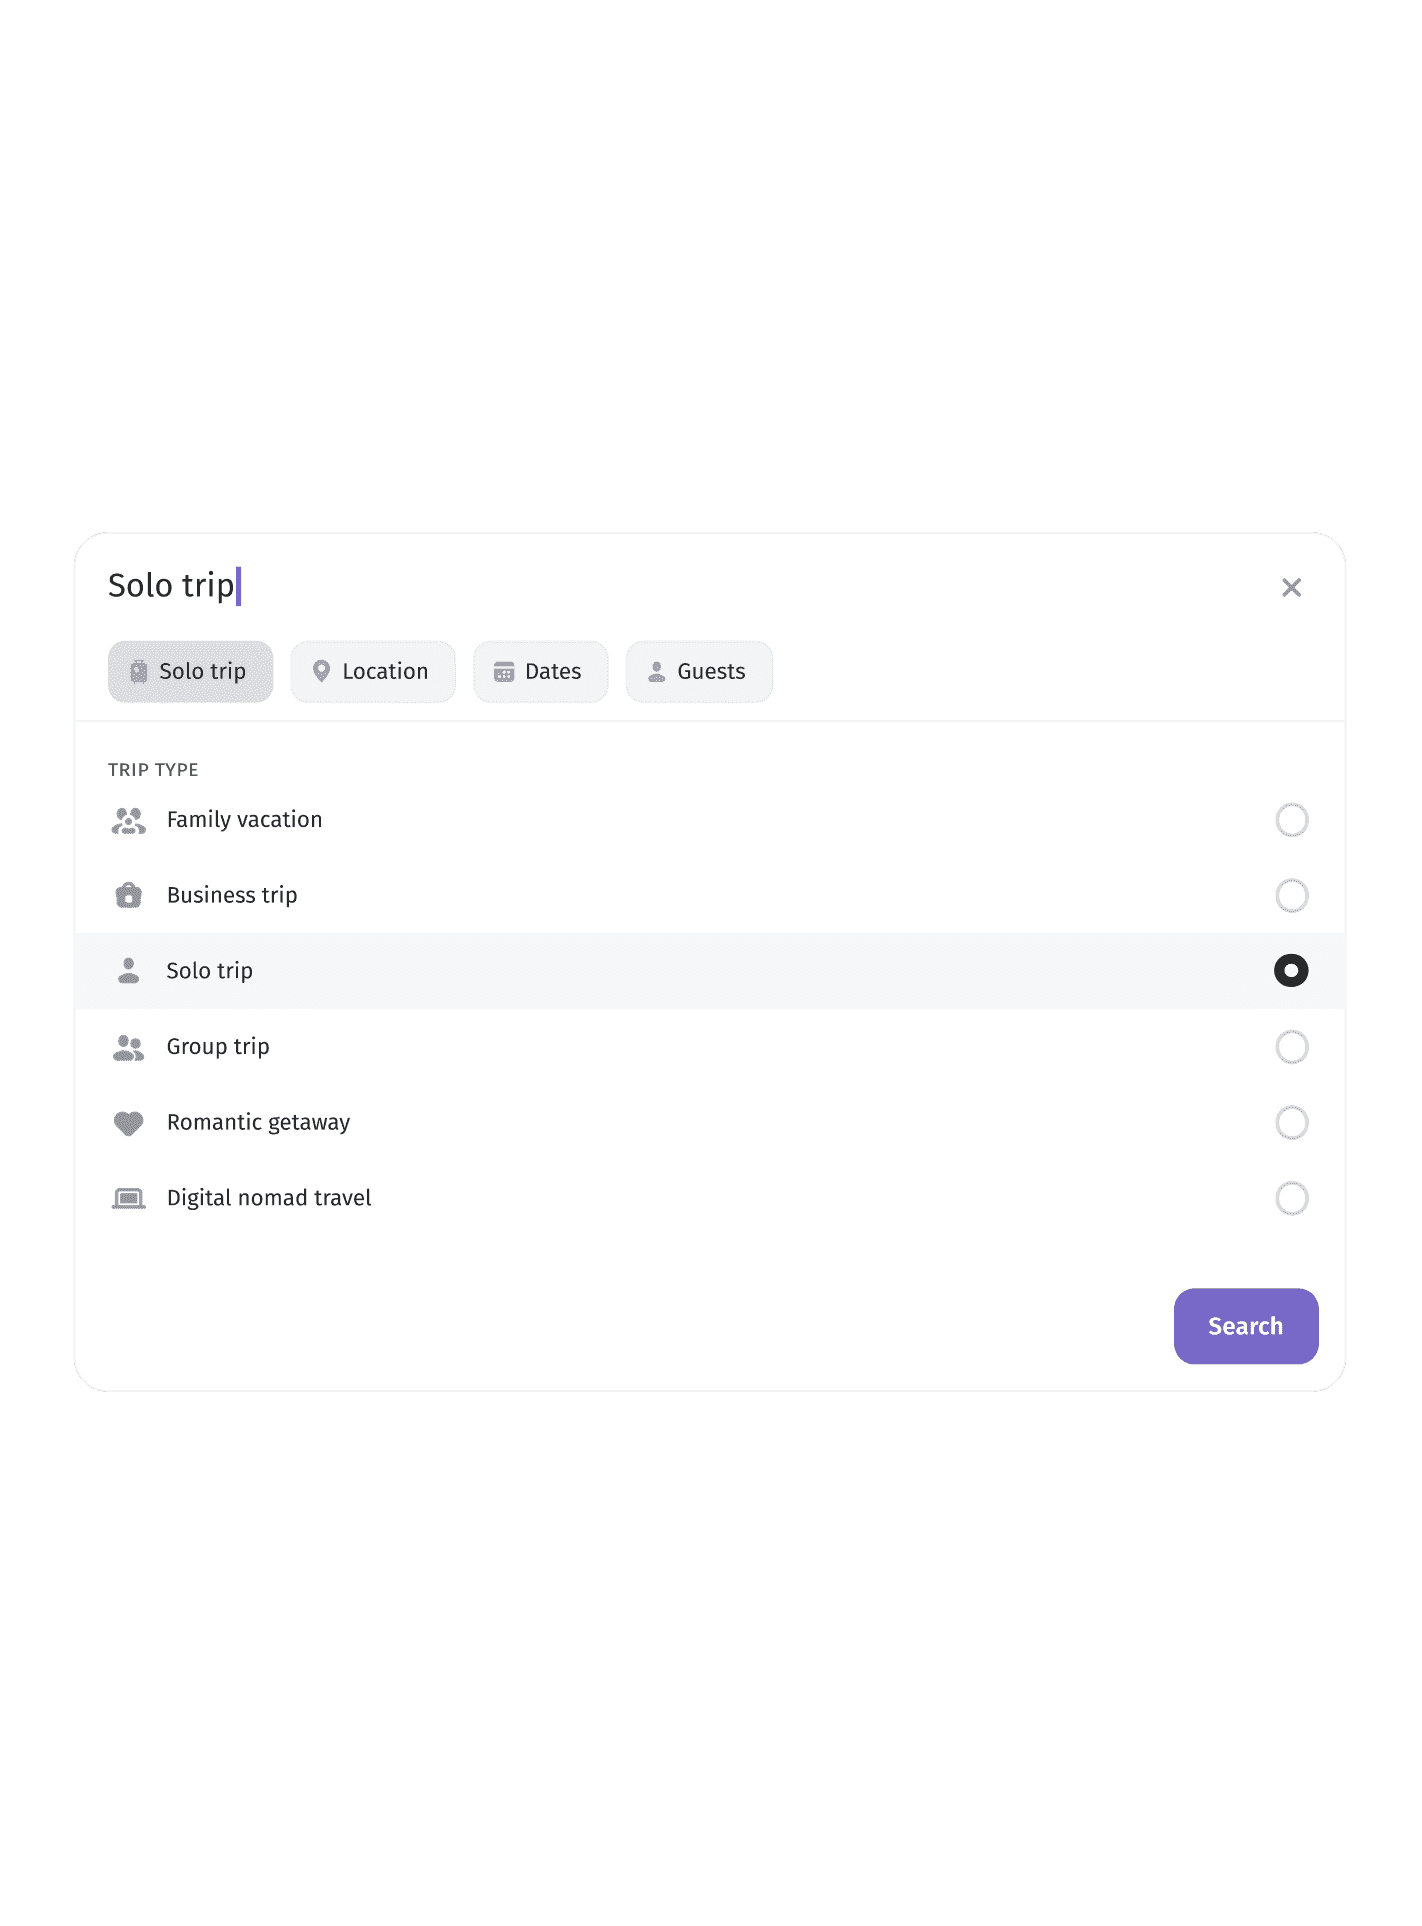 Solo trip
Solo trip Location Dates Guests
TRIP TYPE
Family vacation
Business trip
Solo trip
Group trip
Romantic getaway
Digital nomad travel
Search